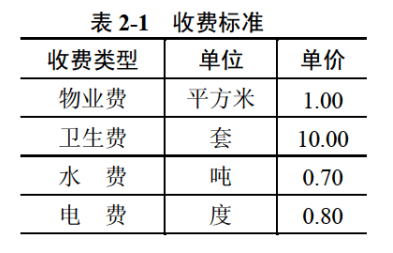 表 2-1 收费标准
收费类型 单位 单价
物业费 平方米 1.00
卫生费 套 10.00
水 费 吨 0.70
电 费 度 0.80